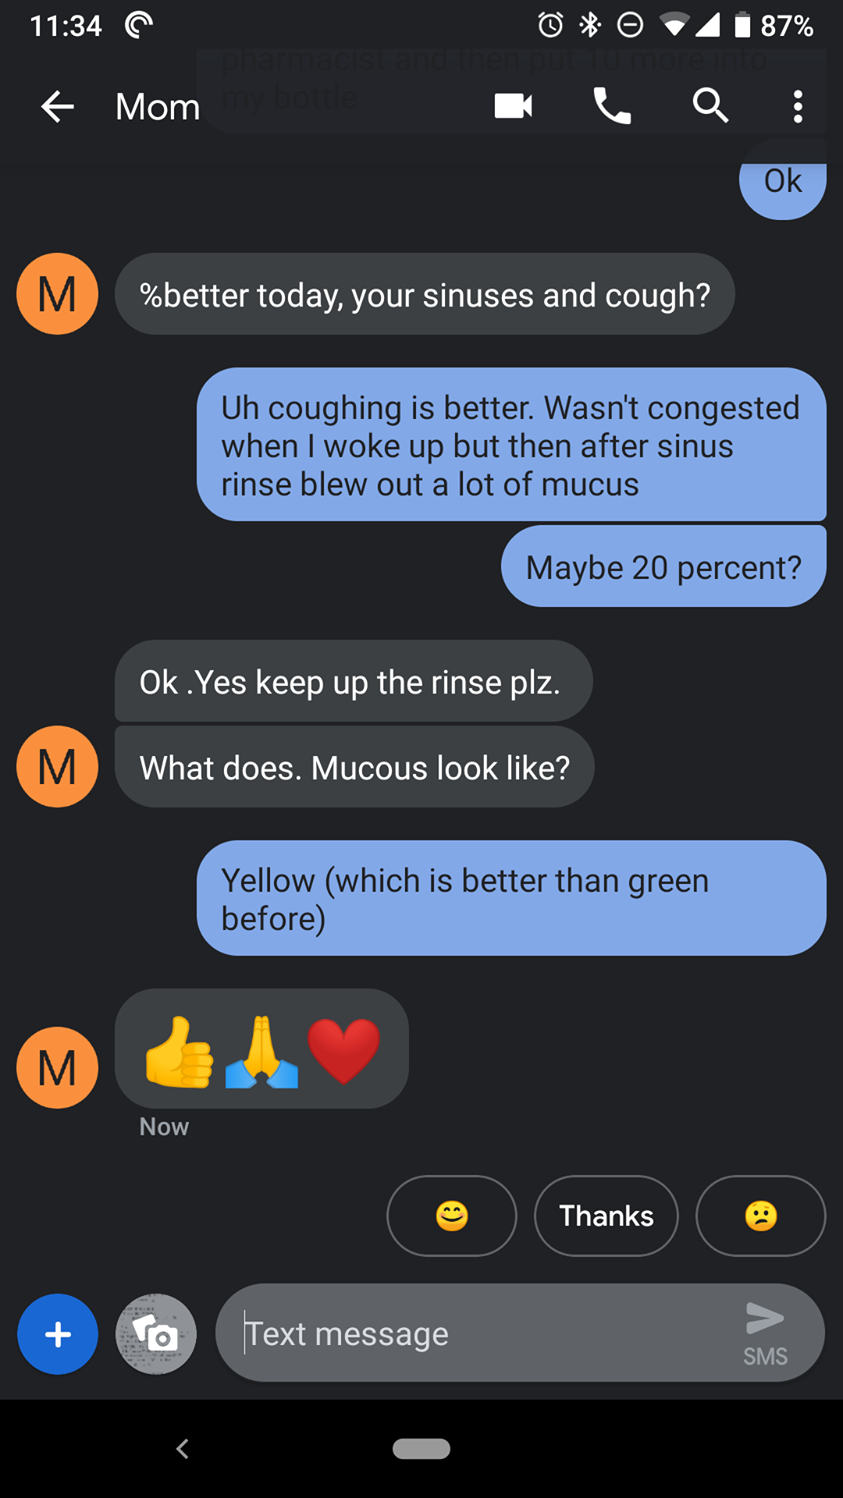 11:34
87%
pharmacist and then put 10 more into
my bottle
Mom
Ok
M
%better today, your sinuses and cough?
Uh coughing is better. Wasn't congested
when I woke up but then after sinus
rinse blew out a lot of mucus
Maybe 20 percent?
Ok .Yes keep up the rinse plz.
M
What does. Mucous look like?
Yellow (which is better than green
before)
M
👍🙏❤️
Now
😊
Thanks
😕
Text message
SMS